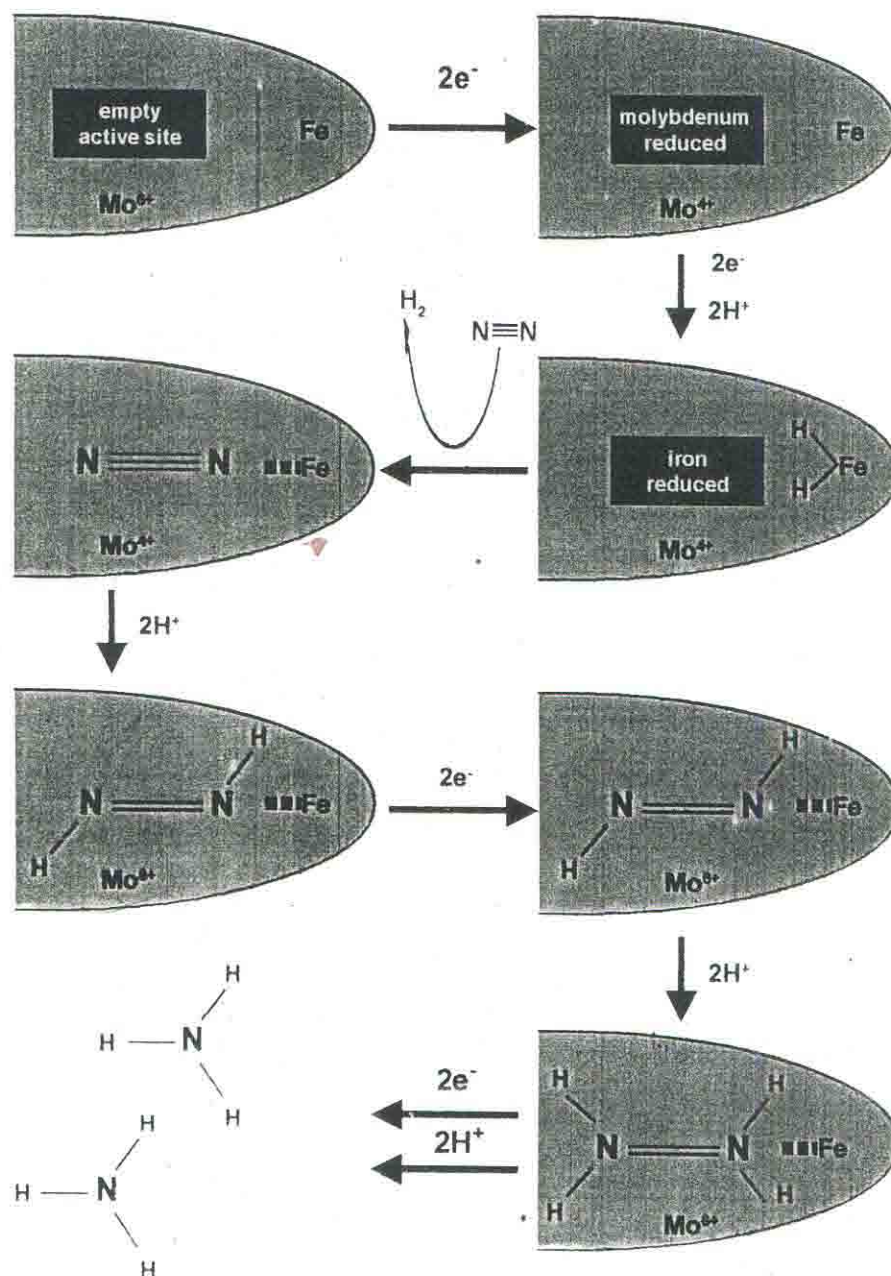 2e⁻
empty
active site
Fe
Mo⁶⁺
molybdenum
reduced
Fe
Mo⁴⁺
2e⁻
2H⁺
H₂
N≡N
N≡N Fe
Mo⁴⁺
iron
reduced
H
H
Fe
Mo⁴⁺
2H⁺
H
N=N Fe
H
Mo⁶⁺
2e⁻
H
N=N Fe
H
Mo⁶⁺
2H⁺
H
H—N
H
H
H—N
H
2e⁻
2H⁺
H H
N=N Fe
H H
Mo⁶⁺